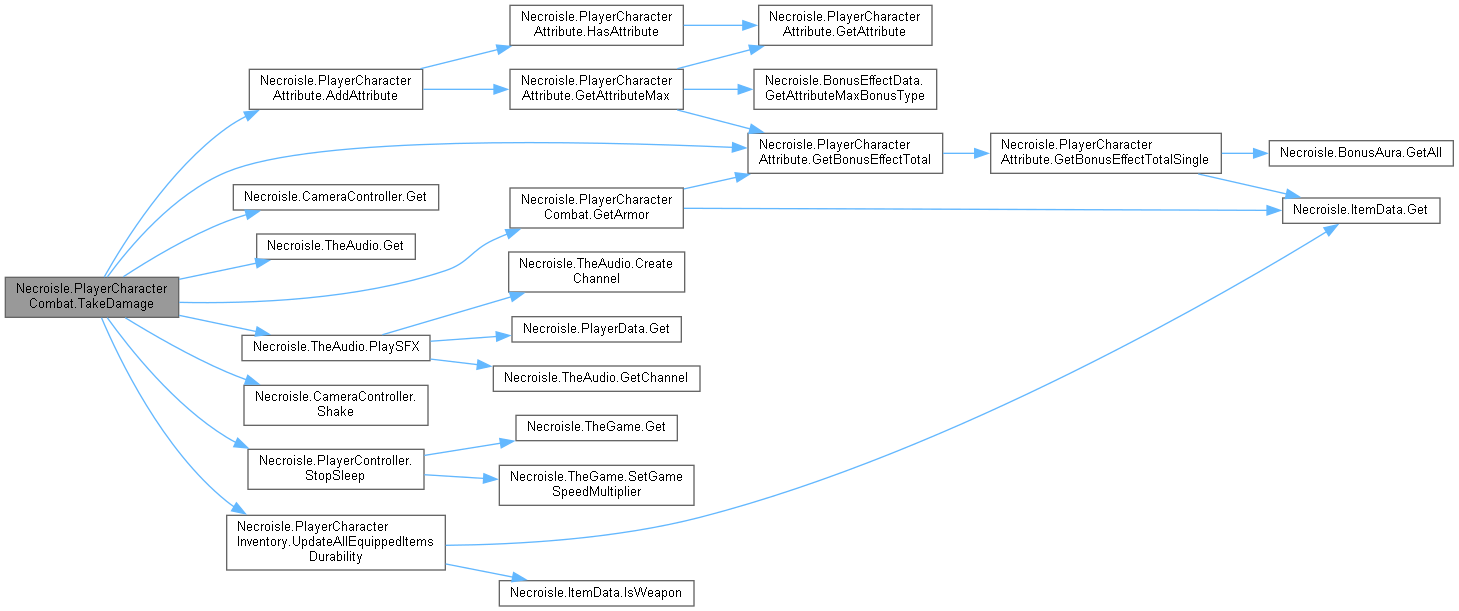 Necroisle.PlayerCharacter
Combat.TakeDamage
Necroisle.PlayerCharacter
Attribute.AddAttribute
Necroisle.PlayerCharacter
Attribute.HasAttribute
Necroisle.PlayerCharacter
Attribute.GetAttribute
Necroisle.PlayerCharacter
Attribute.GetAttributeMax
Necroisle.BonusEffectData.
GetAttributeMaxBonusType
Necroisle.PlayerCharacter
Attribute.GetBonusEffectTotal
Necroisle.PlayerCharacter
Attribute.GetBonusEffectTotalSingle
Necroisle.BonusAura.GetAll
Necroisle.ItemData.Get
Necroisle.CameraController.Get
Necroisle.PlayerCharacter
Combat.GetArmor
Necroisle.TheAudio.Get
Necroisle.TheAudio.PlaySFX
Necroisle.TheAudio.Create
Channel
Necroisle.PlayerData.Get
Necroisle.TheAudio.GetChannel
Necroisle.CameraController.
Shake
Necroisle.PlayerController.
StopSleep
Necroisle.TheGame.Get
Necroisle.TheGame.SetGame
SpeedMultiplier
Necroisle.PlayerCharacter
Inventory.UpdateAllEquippedItems
Durability
Necroisle.ItemData.IsWeapon